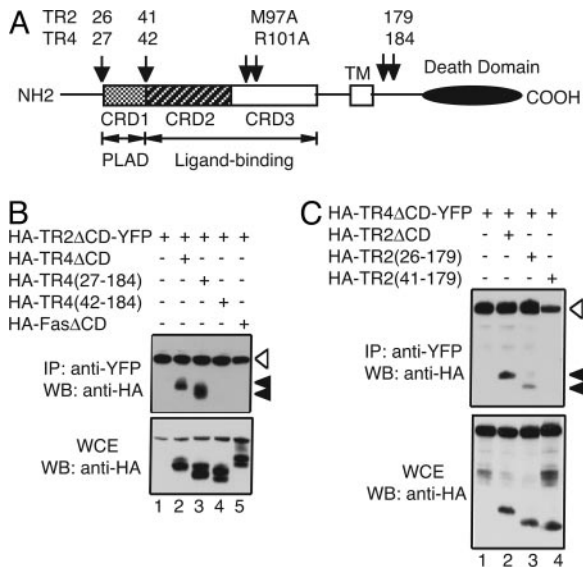 A
TR2 26 41 M97A 179
TR4 27 42 R101A 184
TM Death Domain
NH2 COOH
CRD1 CRD2 CRD3
PLAD Ligand-binding
B
HA-TR2ΔCD-YFP + + + + +
HA-TR4ΔCD - + - - -
HA-TR4(27-184) - - + - -
HA-TR4(42-184) - - - + -
HA-FasΔCD - - - - +
IP: anti-YFP
WB: anti-HA
WCE
WB: anti-HA
1 2 3 4 5
C
HA-TR4ΔCD-YFP + + + +
HA-TR2ΔCD - + - -
HA-TR2(26-179) - - + -
HA-TR2(41-179) - - - +
IP: anti-YFP
WB: anti-HA
WCE
WB: anti-HA
1 2 3 4